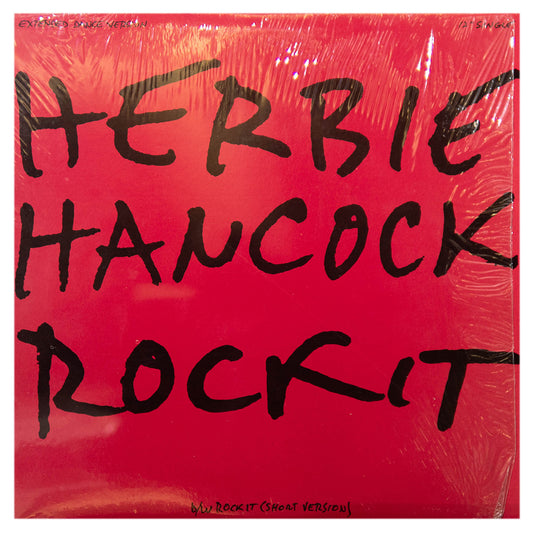 EXTENDED DANCE VERSION 12" SINGLE
HERBIE
HANCOCK
ROCKIT
b/w ROCKIT (SHORT VERSION)